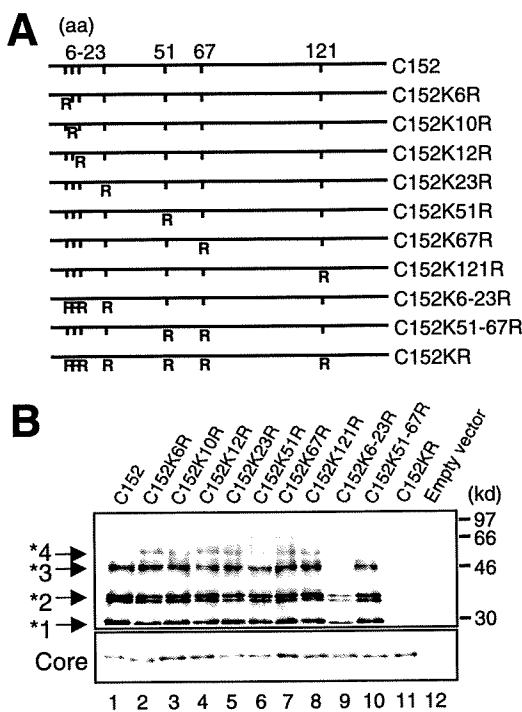 A
(aa)
6-23 51 67 121
C152
R C152K6R
R C152K10R
R C152K12R
R C152K23R
R C152K51R
R C152K67R
R C152K121R
RRR R C152K6-23R
R R C152K51-67R
RRR R R R R C152KR
B
C152 C152K6R C152K10R C152K12R C152K23R C152K51R C152K67R C152K121R C152K6-23R C152K51-67R C152KR Empty vector
(kd)
97
66
*4
*3 46
*2
*1 30
Core
1 2 3 4 5 6 7 8 9 10 11 12